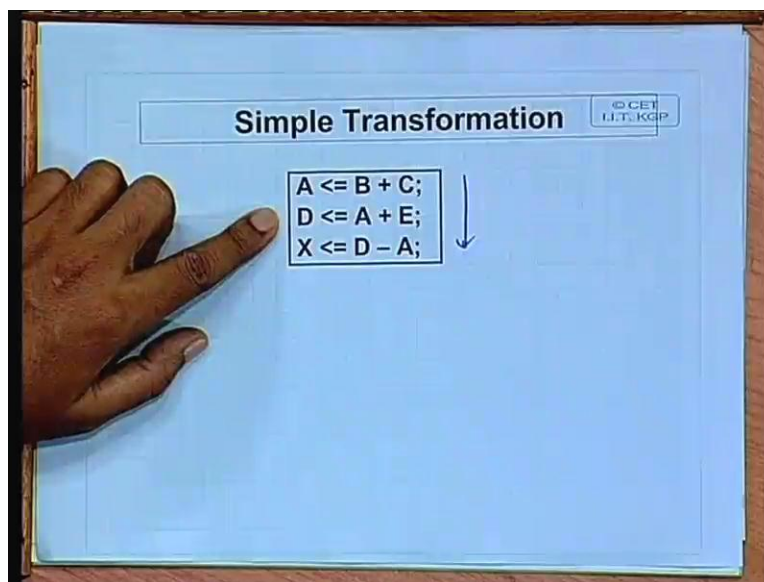 Simple Transformation
© CET
I.I.T. KGP
A <= B + C;
D <= A + E;
X <= D – A;